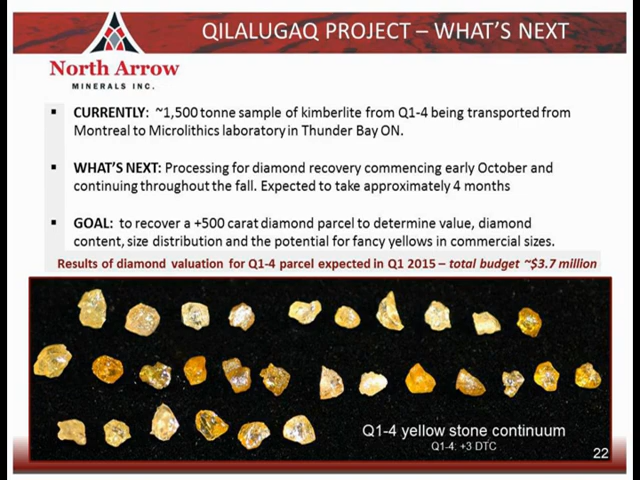 QILALUGAQ PROJECT – WHAT'S NEXT
North Arrow
MINERALS INC.
▪ CURRENTLY: ~1,500 tonne sample of kimberlite from Q1-4 being transported from
Montreal to Microlithics laboratory in Thunder Bay ON.
▪ WHAT'S NEXT: Processing for diamond recovery commencing early October and
continuing throughout the fall. Expected to take approximately 4 months
▪ GOAL: to recover a +500 carat diamond parcel to determine value, diamond
content, size distribution and the potential for fancy yellows in commercial sizes.
Results of diamond valuation for Q1-4 parcel expected in Q1 2015 – total budget ~$3.7 million
Q1-4 yellow stone continuum
Q1-4: +3 DTC
22